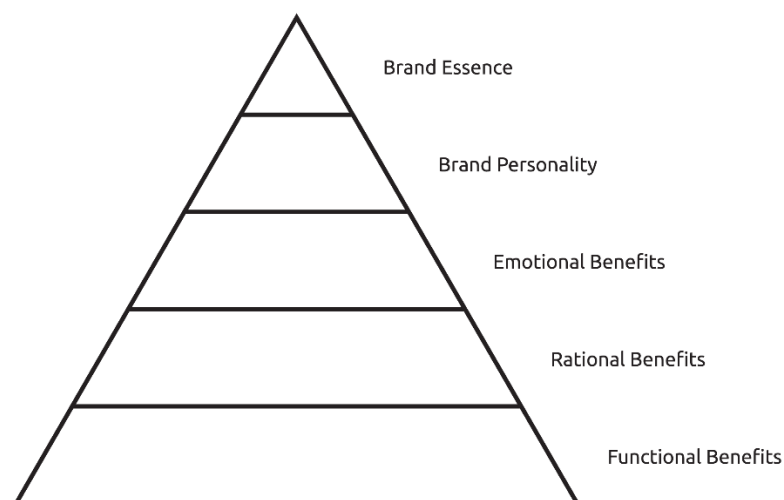 Brand Essence
Brand Personality
Emotional Benefits
Rational Benefits
Functional Benefits